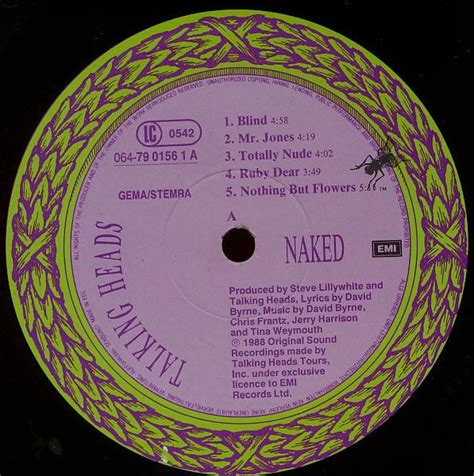 LC 0542
064-79 0156 1 A
GEMA/STEMRA
1. Blind 4:58
2. Mr. Jones 4:19
3. Totally Nude 4:02
4. Ruby Dear 3:49
5. Nothing But Flowers
TM
A
TALKING HEADS
NAKED
EMI
Produced by Steve Lillywhite and
Talking Heads, Lyrics by David
Byrne, Music by David Byrne,
Chris Frantz, Jerry Harrison
and Tina Weymouth
℗ 1988 Original Sound
Recordings made by
Talking Heads Tours,
Inc. under exclusive
licence to EMI
Records Ltd.